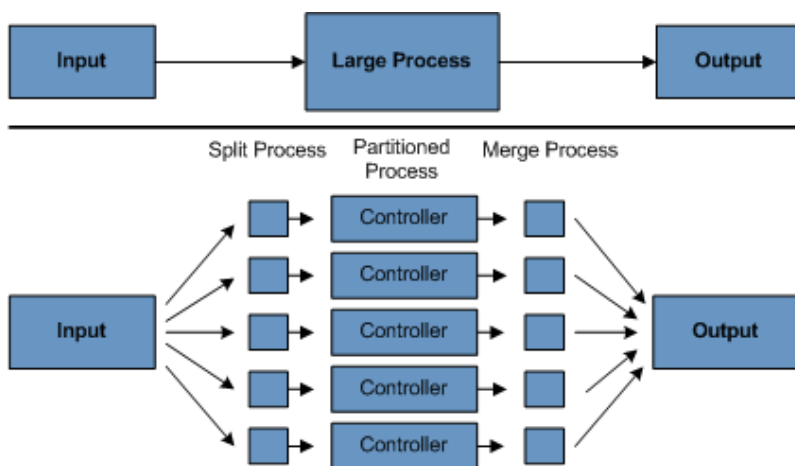 Input
Large Process
Output
Split Process
Partitioned
Process
Merge Process
Controller
Controller
Input
Controller
Output
Controller
Controller